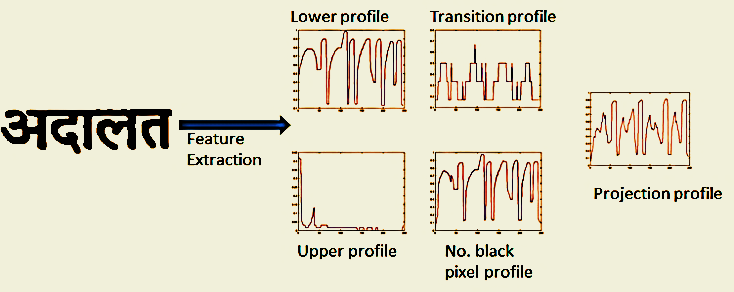 Lower profile
Transition profile
अदालत
Feature
Extraction
Projection profile
Upper profile
No. black
pixel profile